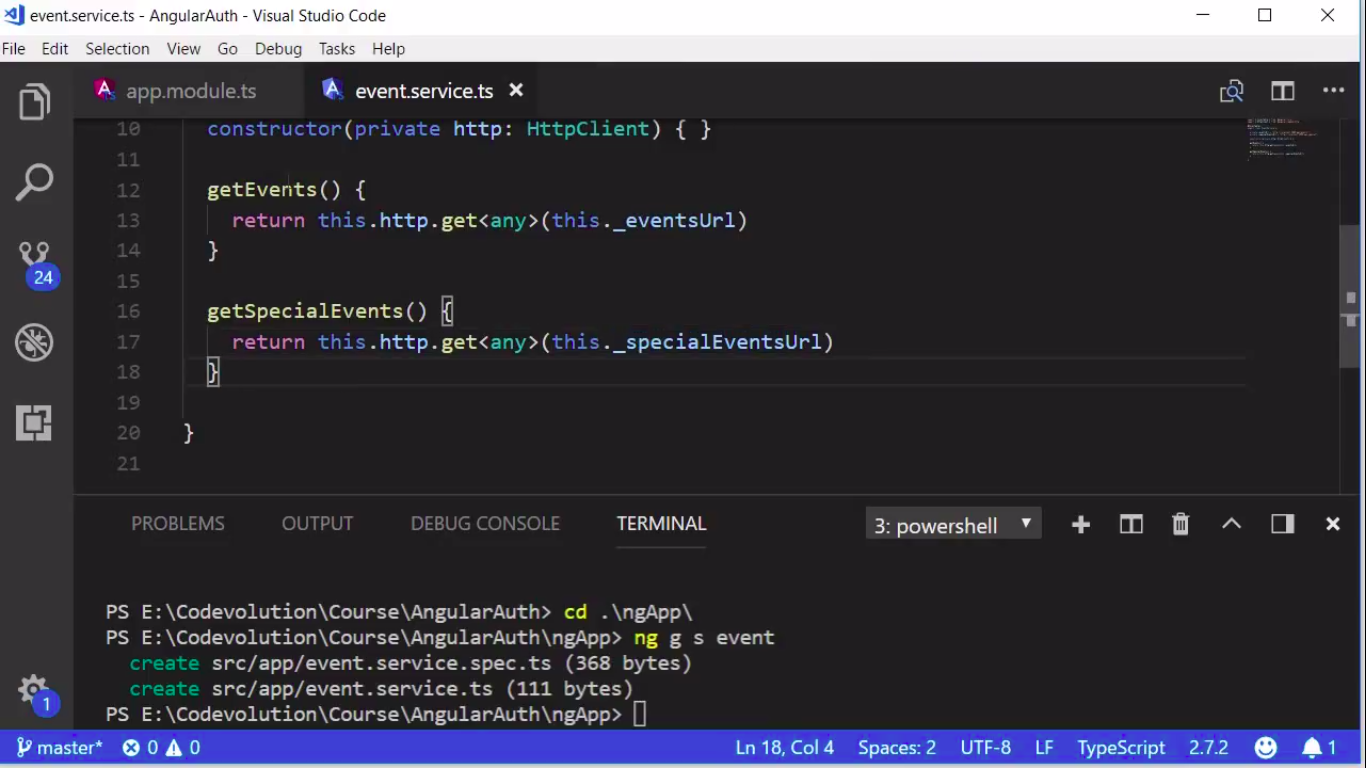 event.service.ts - AngularAuth - Visual Studio Code
File Edit Selection View Go Debug Tasks Help
app.module.ts event.service.ts
10 constructor(private http: HttpClient) { }
11
12 getEvents() {
13 return this.http.get<any>(this._eventsUrl)
14 }
15
16 getSpecialEvents() {
17 return this.http.get<any>(this._specialEventsUrl)
18 }
19
20 }
21
24
PROBLEMS OUTPUT DEBUG CONSOLE TERMINAL 3: powershell
PS E:\Codevolution\Course\AngularAuth> cd .\ngApp\
PS E:\Codevolution\Course\AngularAuth\ngApp> ng g s event
create src/app/event.service.spec.ts (368 bytes)
create src/app/event.service.ts (111 bytes)
PS E:\Codevolution\Course\AngularAuth\ngApp>
1
master* 0 0 Ln 18, Col 4 Spaces: 2 UTF-8 LF TypeScript 2.7.2 1